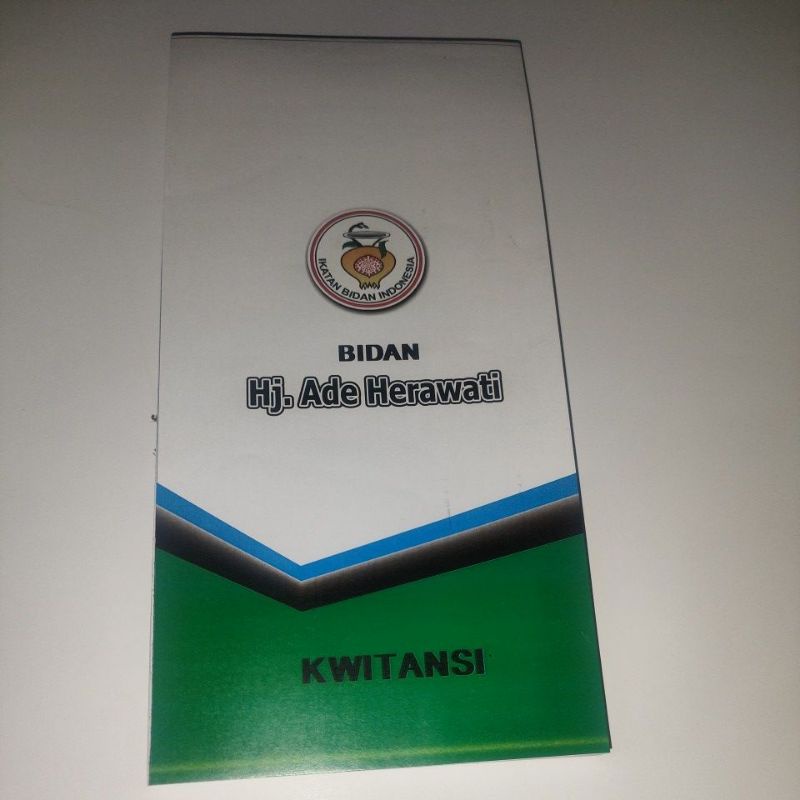 IKATAN BIDAN INDONESIA
BIDAN
Hj. Ade Herawati
KWITANSI